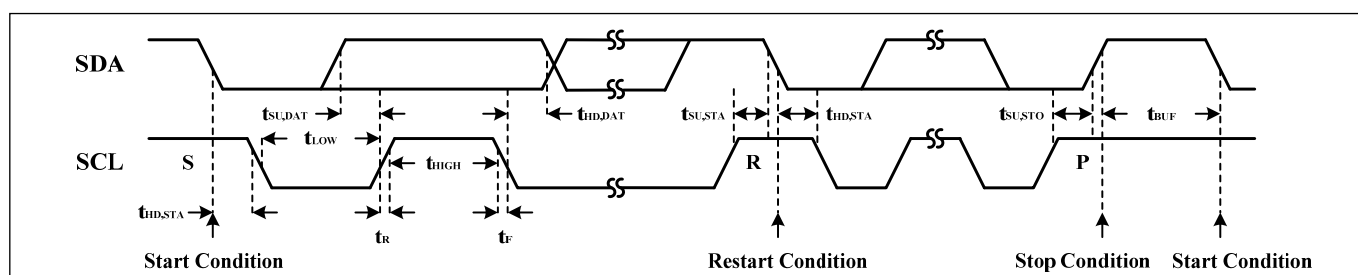 SDA
tSU,DAT
tHD,DAT
tSU,STA
tHD,STA
tSU,STO
tBUF
tLOW
SCL
S
tHIGH
R
P
tHD,STA
tR
tF
Start Condition
Restart Condition
Stop Condition
Start Condition